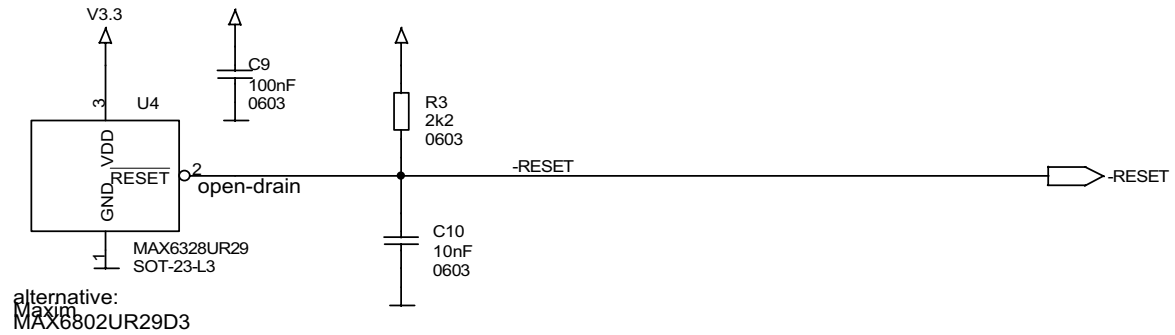 V3.3
C9
100nF
0603
3
U4
R3
2k2
0603
VDD
GND
RESET
2
open-drain
-RESET
-RESET
1
MAX6328UR29
SOT-23-L3
C10
10nF
0603
alternative:
Maxim
MAX6802UR29D3